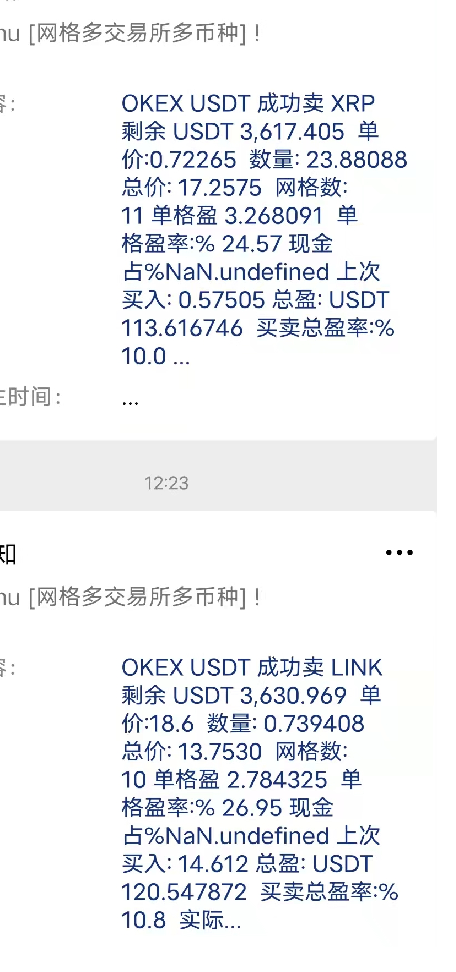 nu [网格多交易所多币种] !
容:
OKEX USDT 成功卖 XRP
剩余 USDT 3,617.405 单
价:0.72265 数量: 23.88088
总价: 17.2575 网格数:
11 单格盈 3.268091 单
格盈率:% 24.57 现金
占%NaN.undefined 上次
买入: 0.57505 总盈: USDT
113.616746 买卖总盈率:%
10.0 ...
生时间: ...
12:23
知
nu [网格多交易所多币种] !
容:
OKEX USDT 成功卖 LINK
剩余 USDT 3,630.969 单
价:18.6 数量: 0.739408
总价: 13.7530 网格数:
10 单格盈 2.784325 单
格盈率:% 26.95 现金
占%NaN.undefined 上次
买入: 14.612 总盈: USDT
120.547872 买卖总盈率:%
10.8 实际...